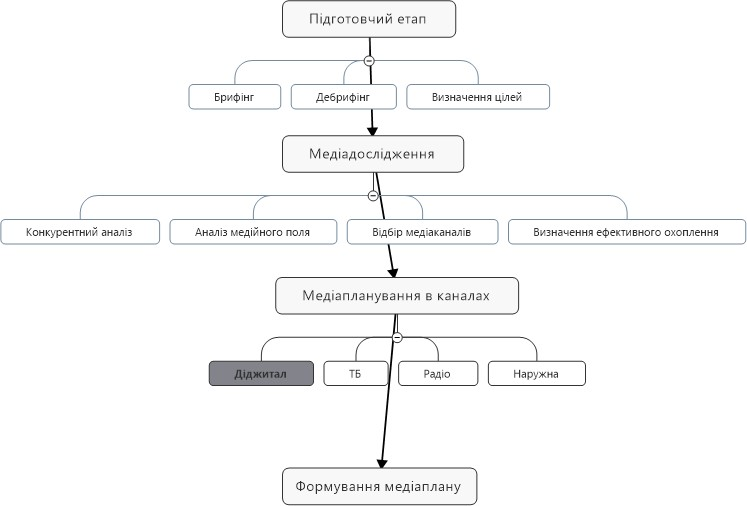 Підготовчий етап
Брифінг
Дебрифінг
Визначення цілей
Медіадослідження
Конкурентний аналіз
Аналіз медійного поля
Відбір медіаканалів
Визначення ефективного охоплення
Медіапланування в каналах
Діджитал
ТБ
Радіо
Наружна
Формування медіаплану